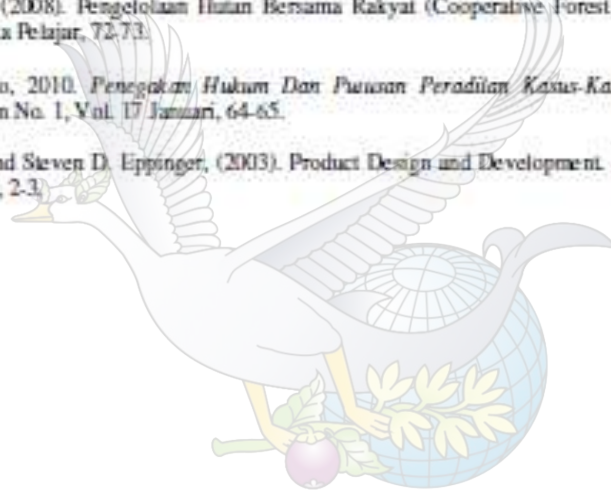 (2008). Pengelolaan Hutan Bersama Rakyat (Cooperative Forest
a Pelajar, 72-73.
o, 2010. Penegakan Hukum Dan Putusan Peradilan Kasus-Ka
n No. 1, Vol. 17 Januari, 64-65.
nd Steven D. Eppinger, (2003). Product Design and Development.
, 2-3.